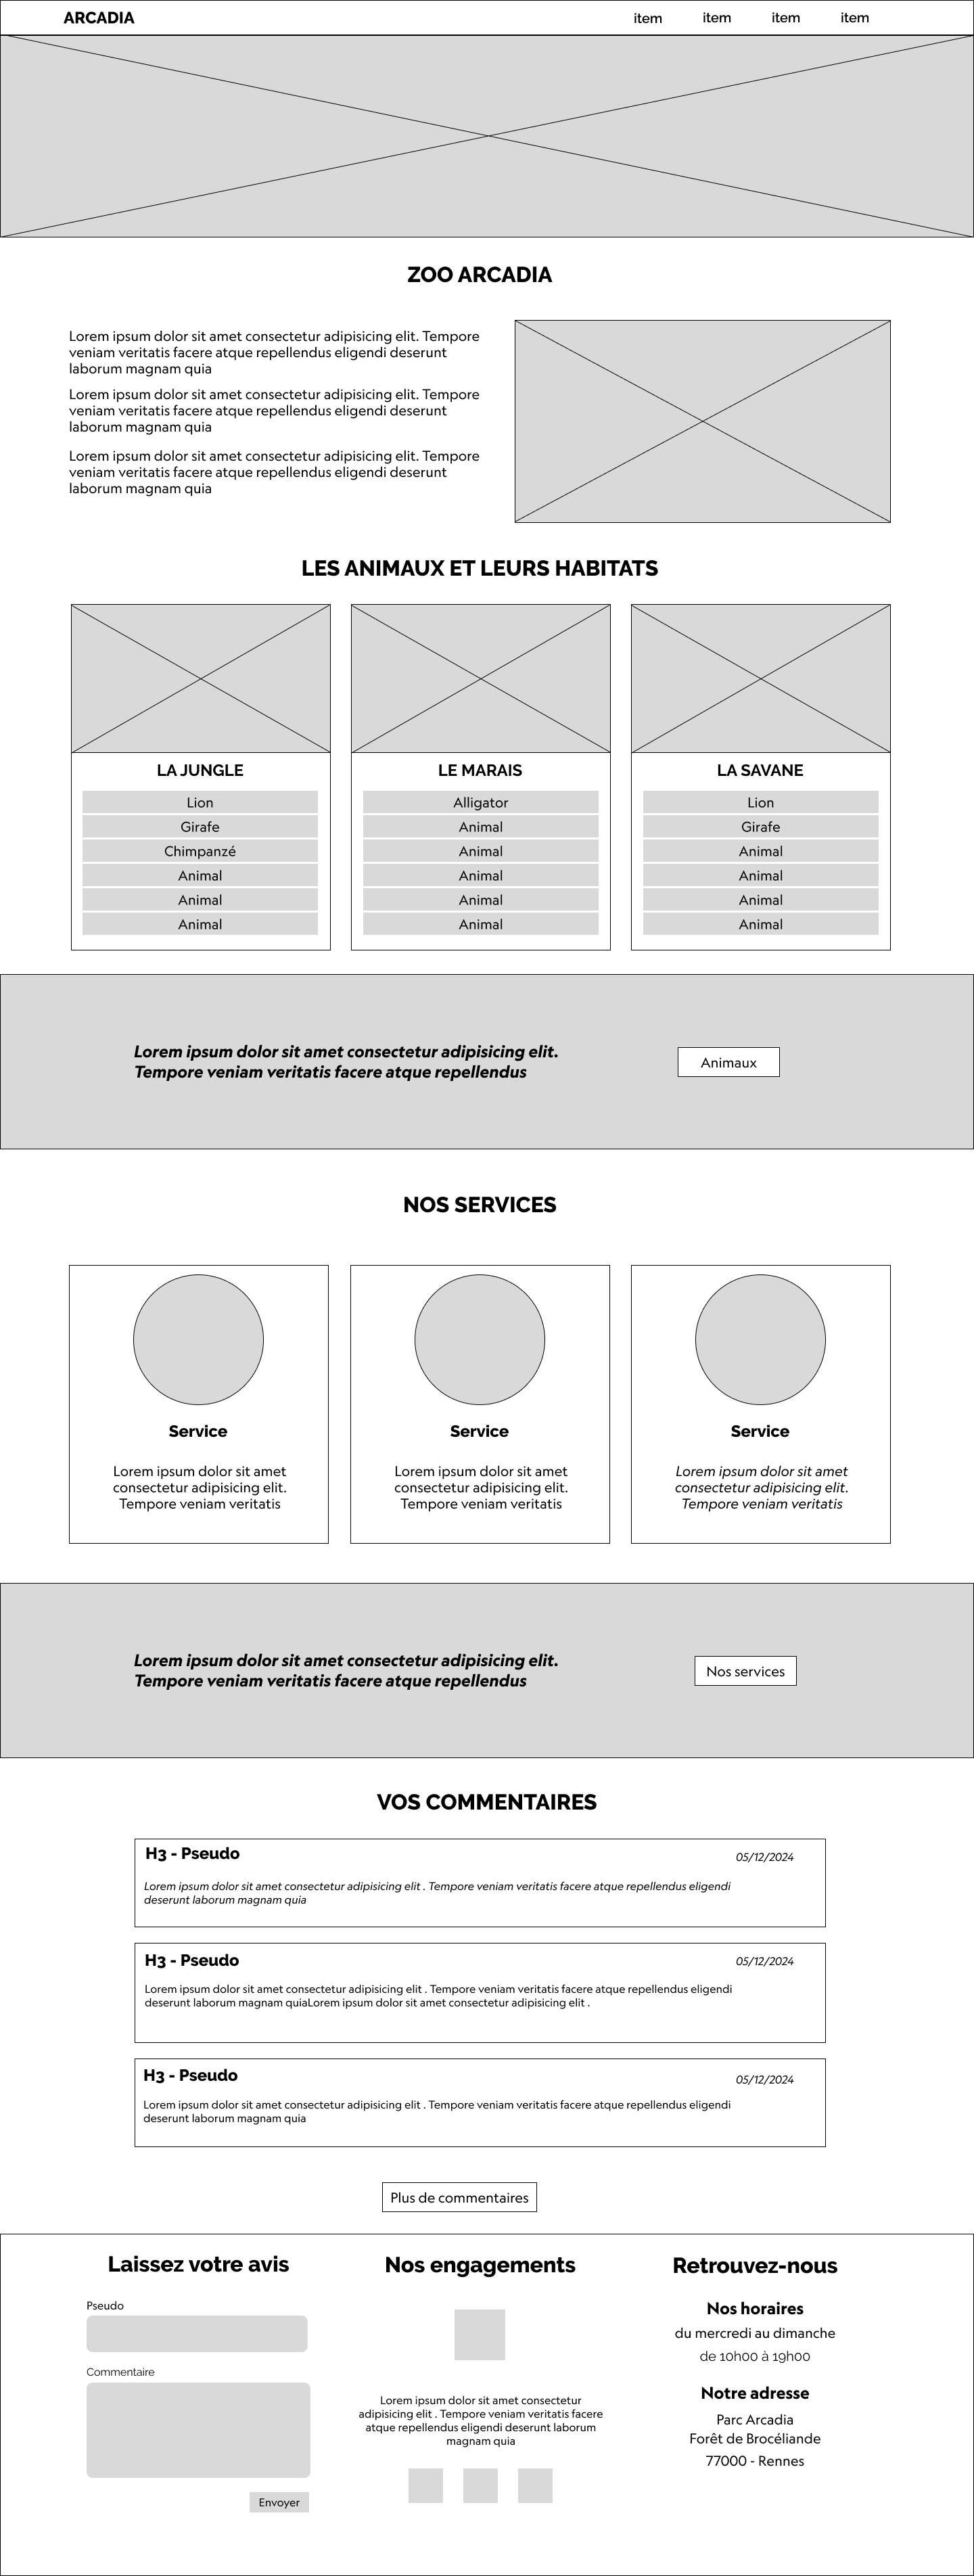 ARCADIA
item
item
item
item
ZOO ARCADIA
Lorem ipsum dolor sit amet consectetur adipisicing elit. Tempore
veniam veritatis facere atque repellendus eligendi deserunt
laborum magnam quia
Lorem ipsum dolor sit amet consectetur adipisicing elit. Tempore
veniam veritatis facere atque repellendus eligendi deserunt
laborum magnam quia
Lorem ipsum dolor sit amet consectetur adipisicing elit. Tempore
veniam veritatis facere atque repellendus eligendi deserunt
laborum magnam quia
LES ANIMAUX ET LEURS HABITATS
LA JUNGLE
Lion
Girafe
Chimpanzé
Animal
Animal
Animal
LE MARAIS
Alligator
Animal
Animal
Animal
Animal
Animal
LA SAVANE
Lion
Girafe
Animal
Animal
Animal
Animal
Lorem ipsum dolor sit amet consectetur adipisicing elit.
Tempore veniam veritatis facere atque repellendus
Animaux
NOS SERVICES
Service
Lorem ipsum dolor sit amet
consectetur adipisicing elit.
Tempore veniam veritatis
Service
Lorem ipsum dolor sit amet
consectetur adipisicing elit.
Tempore veniam veritatis
Service
Lorem ipsum dolor sit amet
consectetur adipisicing elit.
Tempore veniam veritatis
Lorem ipsum dolor sit amet consectetur adipisicing elit.
Tempore veniam veritatis facere atque repellendus
Nos services
VOS COMMENTAIRES
H3 - Pseudo
05/12/2024
Lorem ipsum dolor sit amet consectetur adipisicing elit . Tempore veniam veritatis facere atque repellendus eligendi
deserunt laborum magnam quia
H3 - Pseudo
05/12/2024
Lorem ipsum dolor sit amet consectetur adipisicing elit . Tempore veniam veritatis facere atque repellendus eligendi
deserunt laborum magnam quiaLorem ipsum dolor sit amet consectetur adipisicing elit .
H3 - Pseudo
05/12/2024
Lorem ipsum dolor sit amet consectetur adipisicing elit . Tempore veniam veritatis facere atque repellendus eligendi
deserunt laborum magnam quia
Plus de commentaires
Laissez votre avis
Pseudo
Commentaire
Envoyer
Nos engagements
Lorem ipsum dolor sit amet consectetur
adipisicing elit . Tempore veniam veritatis facere
atque repellendus eligendi deserunt laborum
magnam quia
Retrouvez-nous
Nos horaires
du mercredi au dimanche
de 10h00 à 19h00
Notre adresse
Parc Arcadia
Forêt de Brocéliande
77000 - Rennes